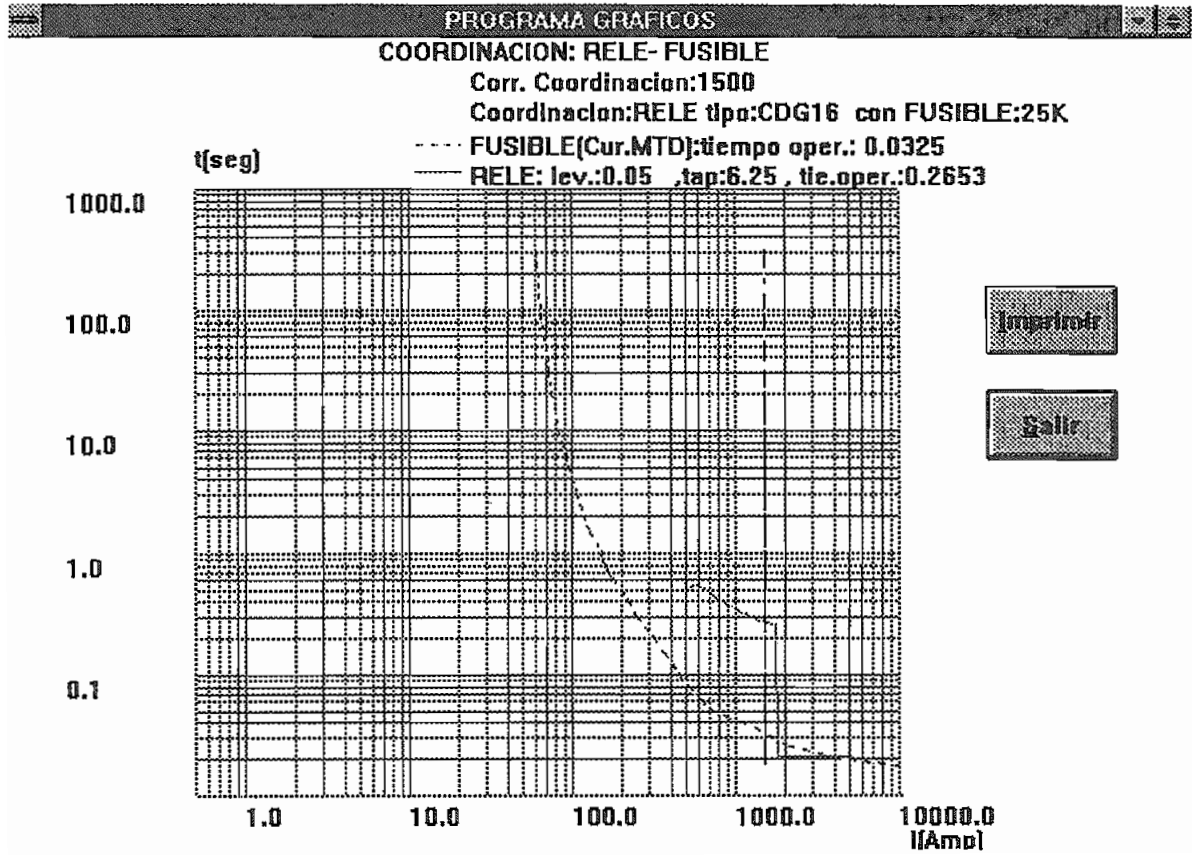 PROGRAMA GRAFICOS
COORDINACION: RELE- FUSIBLE
Corr. Coordinacion:1500
Coordinacion:RELE tipo:CDG16 con FUSIBLE:25K
FUSIBLE(Cur.MTD):tiempo oper.: 0.0325
RELE: lev.:0.05 ,tap:6.25 , tie.oper.:0.2653
t(seg)
1000.0
100.0
10.0
1.0
0.1
1.0 10.0 100.0 1000.0 10000.0
I(Amp)
Imprimir
Salir